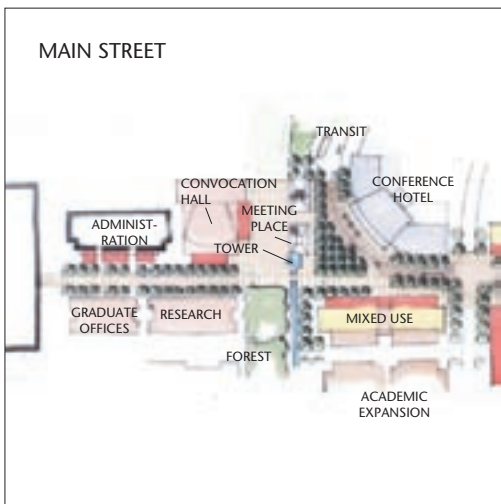 MAIN STREET
TRANSIT
CONVOCATION
HALL
CONFERENCE
HOTEL
MEETING
PLACE
ADMINIST-
RATION
TOWER
GRADUATE
OFFICES
RESEARCH
MIXED USE
FOREST
ACADEMIC
EXPANSION